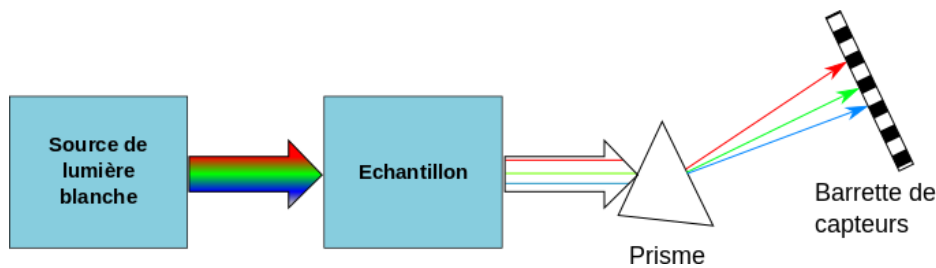 Source de
lumière
blanche
Echantillon
Prisme
Barrette de
capteurs